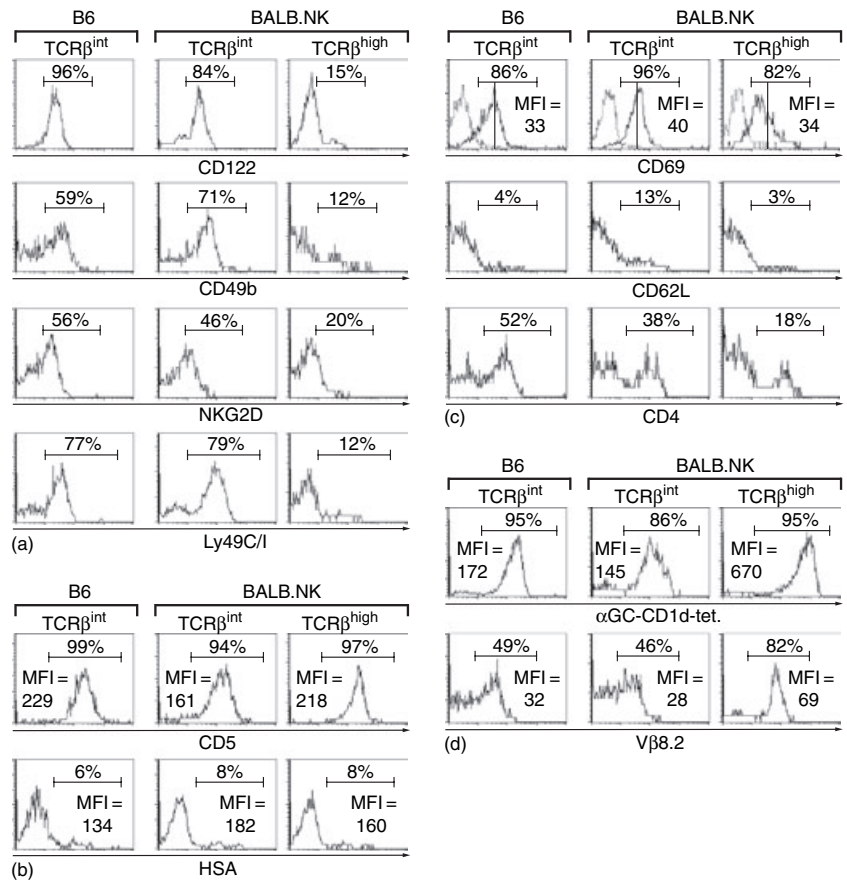 B6 BALB.NK
TCRβint TCRβint TCRβhigh
96% 84% 15%
CD122
59% 71% 12%
CD49b
56% 46% 20%
NKG2D
77% 79% 12%
(a) Ly49C/I
B6 BALB.NK
TCRβint TCRβint TCRβhigh
99% 94% 97%
MFI = 229 MFI = 161 MFI = 218
CD5
6% 8% 8%
MFI = 134 MFI = 182 MFI = 160
(b) HSA
B6 BALB.NK
TCRβint TCRβint TCRβhigh
86% 96% 82%
MFI = 33 MFI = 40 MFI = 34
CD69
4% 13% 3%
CD62L
52% 38% 18%
(c) CD4
B6 BALB.NK
TCRβint TCRβint TCRβhigh
95% 86% 95%
MFI = 172 MFI = 145 MFI = 670
αGC-CD1d-tet.
49% 46% 82%
MFI = 32 MFI = 28 MFI = 69
(d) Vβ8.2